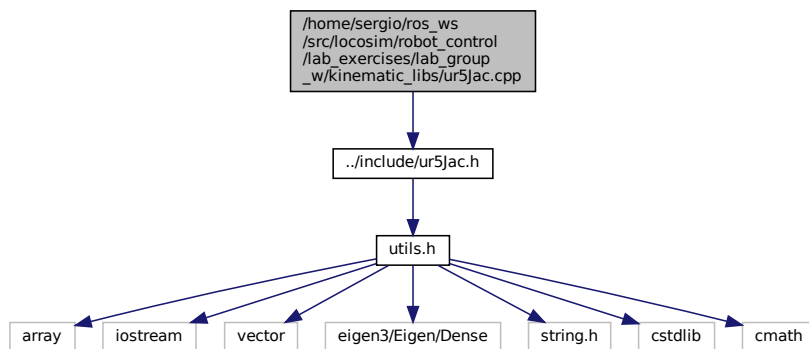 /home/sergio/ros_ws
/src/locosim/robot_control
/lab_exercises/lab_group
_w/kinematic_libs/ur5Jac.cpp
../include/ur5Jac.h
utils.h
array
iostream
vector
eigen3/Eigen/Dense
string.h
cstdlib
cmath